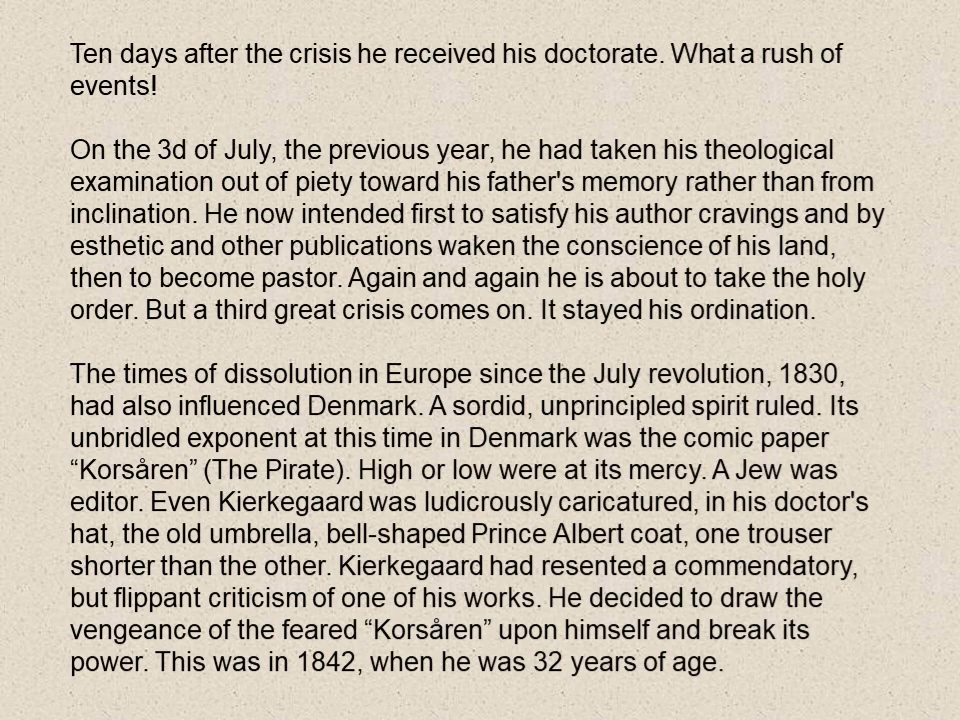 Ten days after the crisis he received his doctorate. What a rush of
events!
On the 3d of July, the previous year, he had taken his theological
examination out of piety toward his father's memory rather than from
inclination. He now intended first to satisfy his author cravings and by
esthetic and other publications waken the conscience of his land,
then to become pastor. Again and again he is about to take the holy
order. But a third great crisis comes on. It stayed his ordination.
The times of dissolution in Europe since the July revolution, 1830,
had also influenced Denmark. A sordid, unprincipled spirit ruled. Its
unbridled exponent at this time in Denmark was the comic paper
“Korsåren” (The Pirate). High or low were at its mercy. A Jew was
editor. Even Kierkegaard was ludicrously caricatured, in his doctor's
hat, the old umbrella, bell-shaped Prince Albert coat, one trouser
shorter than the other. Kierkegaard had resented a commendatory,
but flippant criticism of one of his works. He decided to draw the
vengeance of the feared “Korsåren” upon himself and break its
power. This was in 1842, when he was 32 years of age.